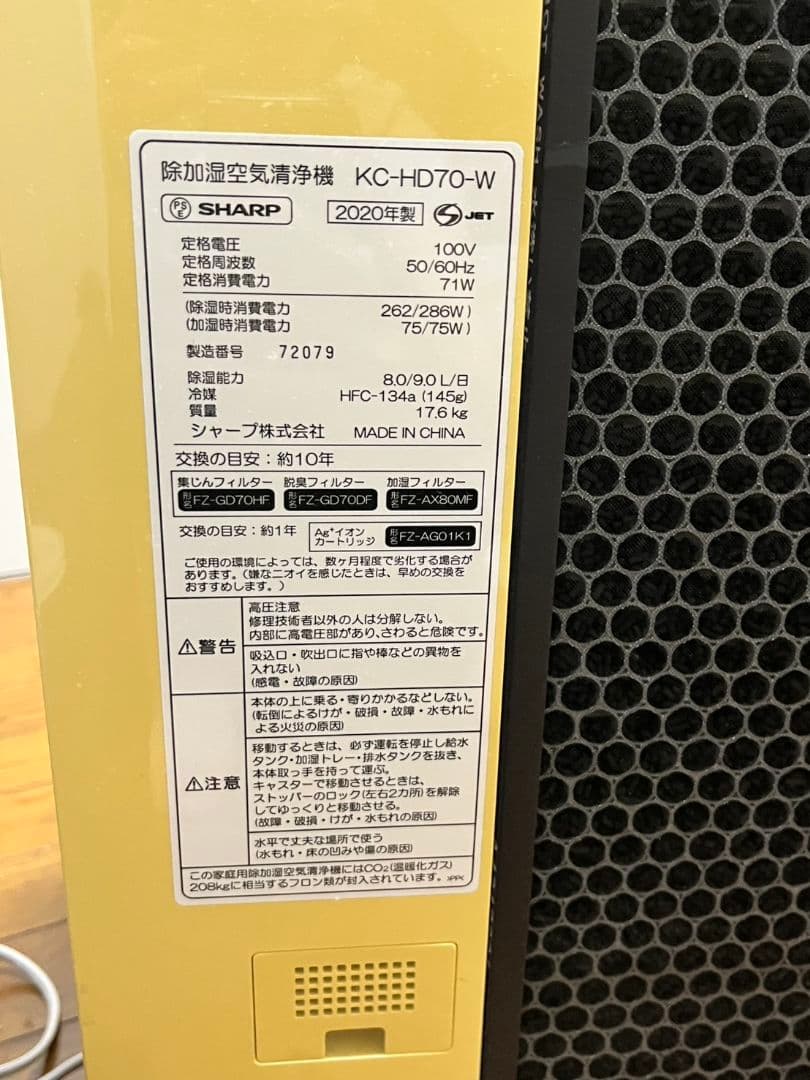 除加湿空気清浄機 KC-HD70-W
PSE SHARP 2020年製 JET
定格電圧 100V
定格周波数 50/60Hz
定格消費電力 71W
(除湿時消費電力 262/286W)
(加湿時消費電力 75/75W)
製造番号 72079
除湿能力 8.0/9.0 L/日
冷媒 HFC-134a (145g)
質量 17.6 kg
シャープ株式会社 MADE IN CHINA
交換の目安:約10年
集じんフィルター 脱臭フィルター 加湿フィルター
形名 FZ-GD70HF 形名 FZ-GD70DF 形名 FZ-AX80MF
交換の目安:約1年 Ag⁺イオンカートリッジ 形名 FZ-AG01K1
ご使用の環境によっては、数ヶ月程度で劣化する場合が
あります。(嫌なニオイを感じたときは、早めの交換を
おすすめします。)
⚠警告
高圧注意
修理技術者以外の人は分解しない。
内部に高電圧部があり、さわると危険です。
吸込口・吹出口に指や棒などの異物を
入れない
(感電・故障の原因)
⚠注意
本体の上に乗る・寄りかかるなどしない。
(転倒によるけが・破損・故障・水もれに
よる火災の原因)
移動するときは、必ず運転を停止し給水
タンク・加湿トレー・排水タンクを抜き、
本体取っ手を持って運ぶ。
キャスターで移動させるときは、
ストッパーのロック(左右2カ所)を解除
してゆっくりと移動させる。
(故障・破損・けが・水もれの原因)
水平で丈夫な場所で使う
(水もれ・床の凹みや傷の原因)
この家庭用除加湿空気清浄機にはCO₂(温暖化ガス)
208kgに相当するフロン類が封入されています。 >PP<